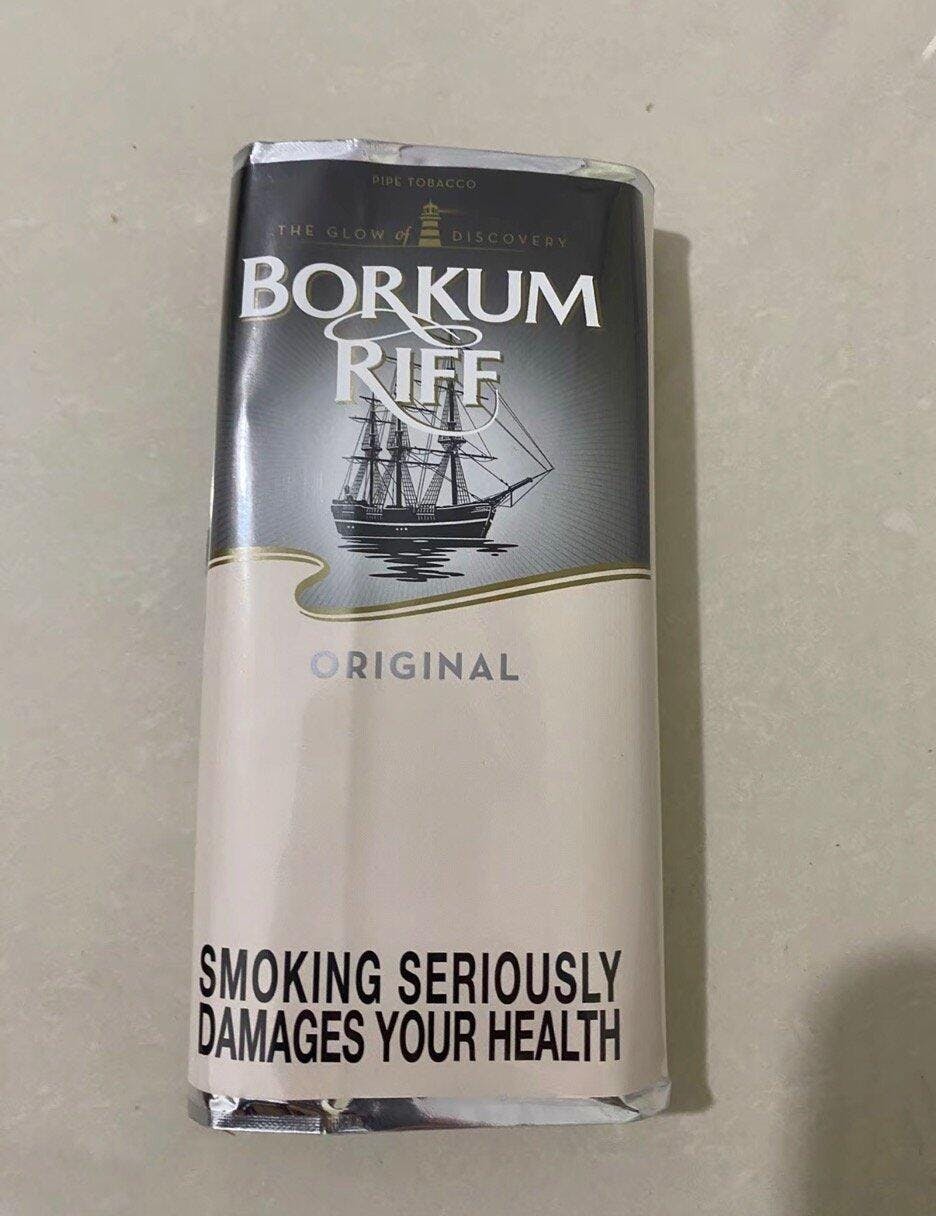 PIPE TOBACCO
THE GLOW of DISCOVERY
BORKUM
RIFF
ORIGINAL
SMOKING SERIOUSLY
DAMAGES YOUR HEALTH